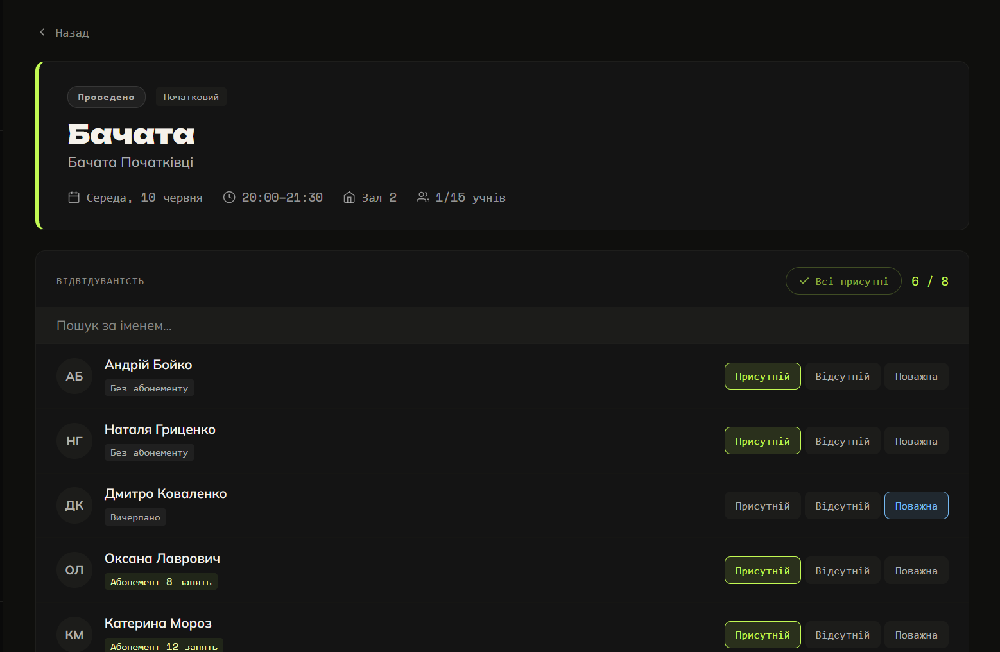 Назад
Проведено Початковий
Бачата
Бачата Початківці
Середа, 10 червня 20:00–21:30 Зал 2 1/15 учнів
ВІДВІДУВАНІСТЬ Всі присутні 6 / 8
Пошук за іменем...
АБ Андрій Бойко
Без абонементу
Присутній Відсутній Поважна
НГ Наталя Гриценко
Без абонементу
Присутній Відсутній Поважна
ДК Дмитро Коваленко
Вичерпано
Присутній Відсутній Поважна
ОЛ Оксана Лаврович
Абонемент 8 занять
Присутній Відсутній Поважна
КМ Катерина Мороз
Абонемент 12 занять
Присутній Відсутній Поважна